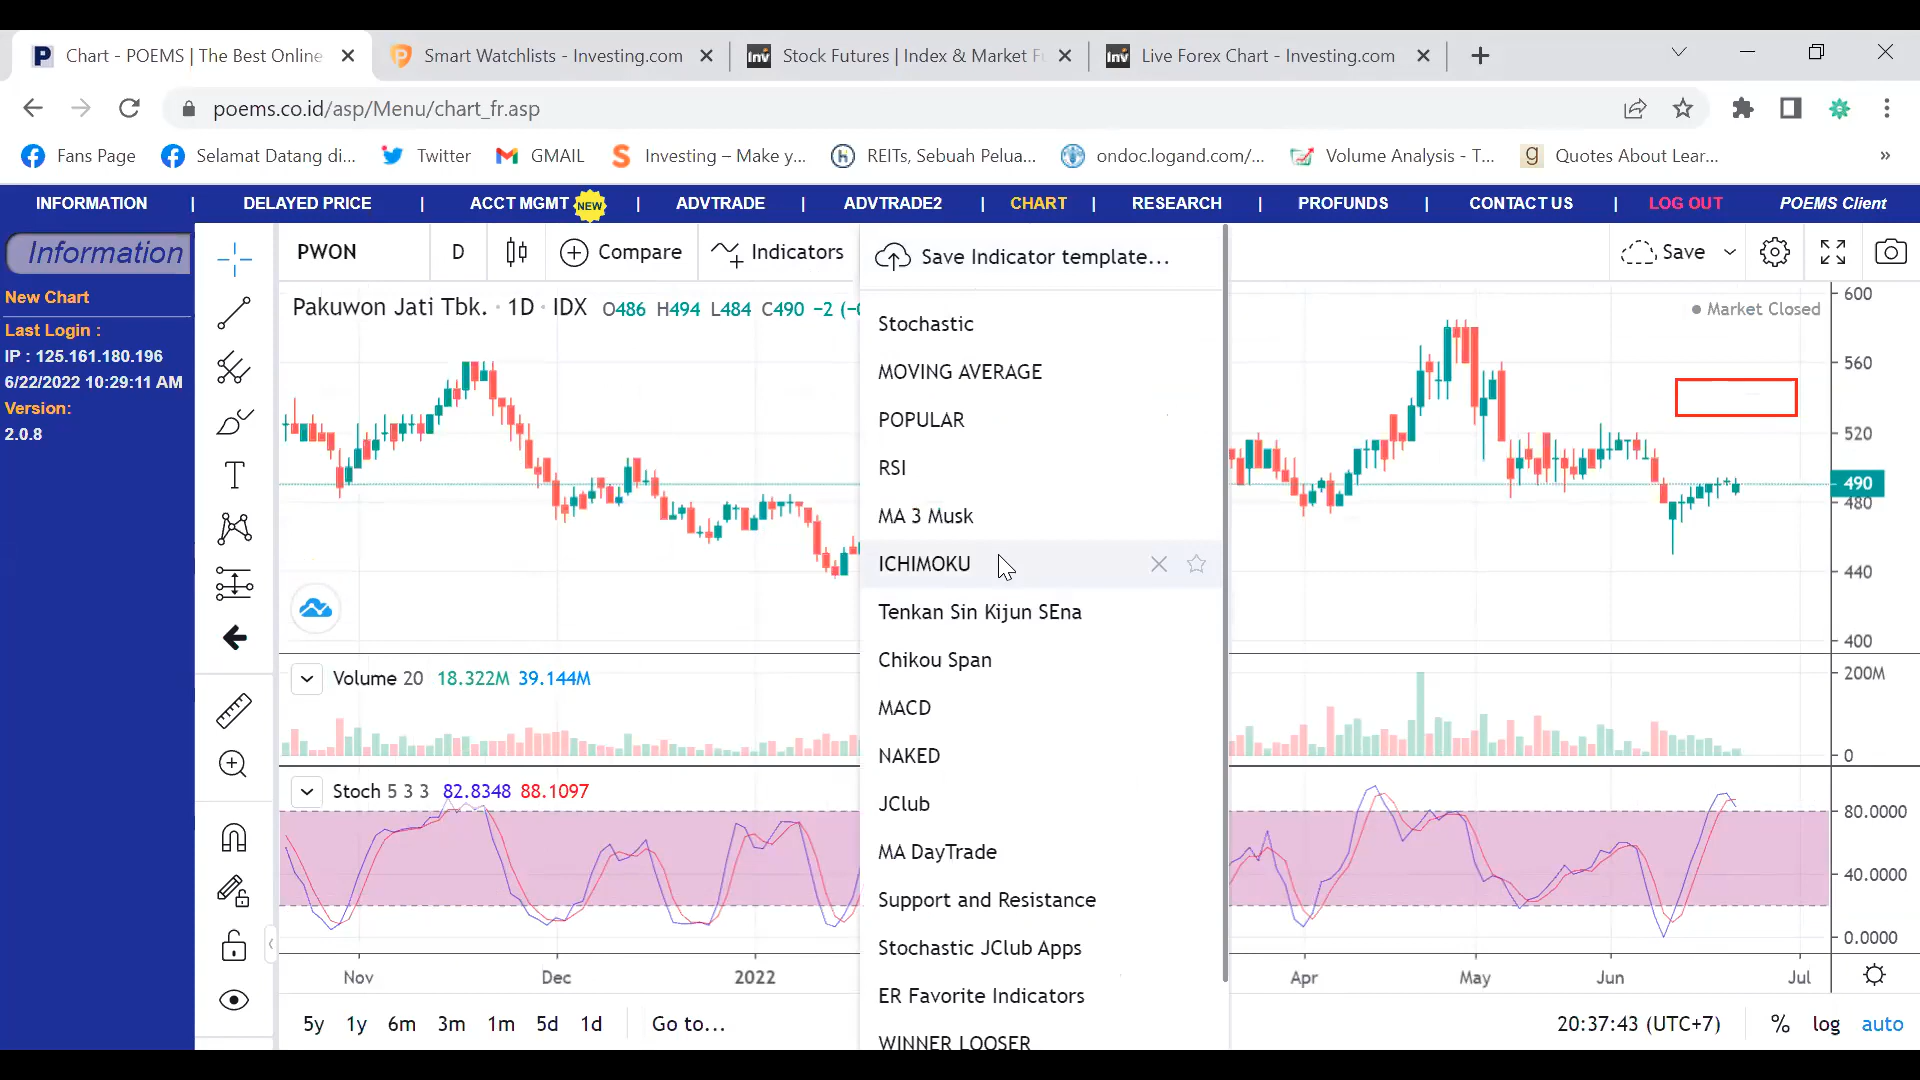 Chart - POEMS | The Best Online
Smart Watchlists - Investing.com
Stock Futures | Index & Market F
Live Forex Chart - Investing.com
poems.co.id/asp/Menu/chart_fr.asp
Fans Page
Selamat Datang di...
Twitter
GMAIL
Investing – Make y...
REITs, Sebuah Pelua...
ondoc.logand.com/...
Volume Analysis - T...
Quotes About Lear...
INFORMATION | DELAYED PRICE | ACCT MGMT NEW | ADVTRADE | ADVTRADE2 | CHART | RESEARCH | PROFUNDS | CONTACT US | LOG OUT POEMS Client
Information
New Chart
Last Login :
IP : 125.161.180.196
6/22/2022 10:29:11 AM
Version:
2.0.8
PWON D Compare Indicators
Save
Pakuwon Jati Tbk. · 1D · IDX O486 H494 L484 C490 −2 (−0
Market Closed
Save Indicator template...
Stochastic
MOVING AVERAGE
POPULAR
RSI
MA 3 Musk
ICHIMOKU
Tenkan Sin Kijun SEna
Chikou Span
MACD
NAKED
JClub
MA DayTrade
Support and Resistance
Stochastic JClub Apps
ER Favorite Indicators
WINNER LOOSER
600
560
520
490
480
440
400
Volume 20 18.322M 39.144M
200M
0
Stoch 5 3 3 82.8348 88.1097
80.0000
40.0000
0.0000
Nov Dec 2022 Apr May Jun Jul
5y 1y 6m 3m 1m 5d 1d Go to...
20:37:43 (UTC+7) % log auto